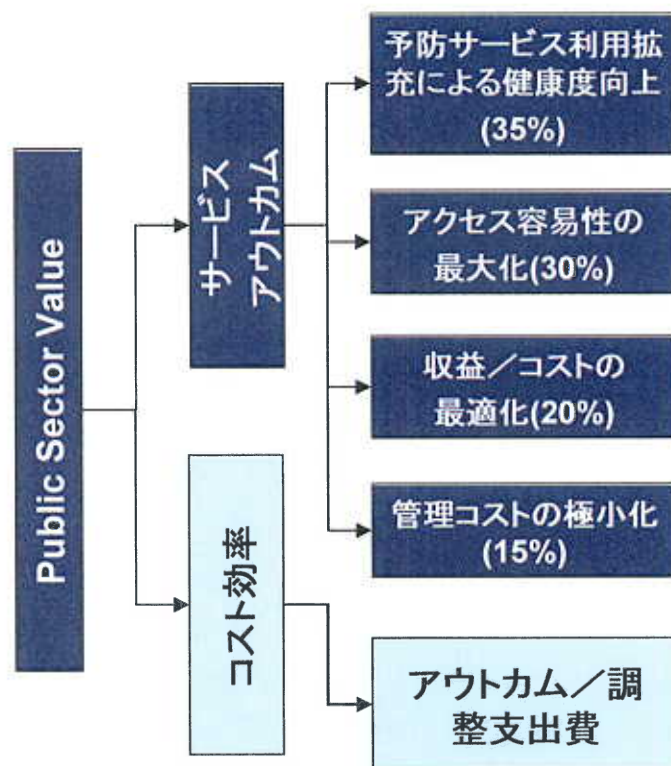 Public Sector Value
サービス
アウトカム
予防サービス利用拡
充による健康度向上
(35%)
アクセス容易性の
最大化(30%)
収益／コストの
最適化(20%)
管理コストの極小化
(15%)
コスト効率
アウトカム／調
整支出費